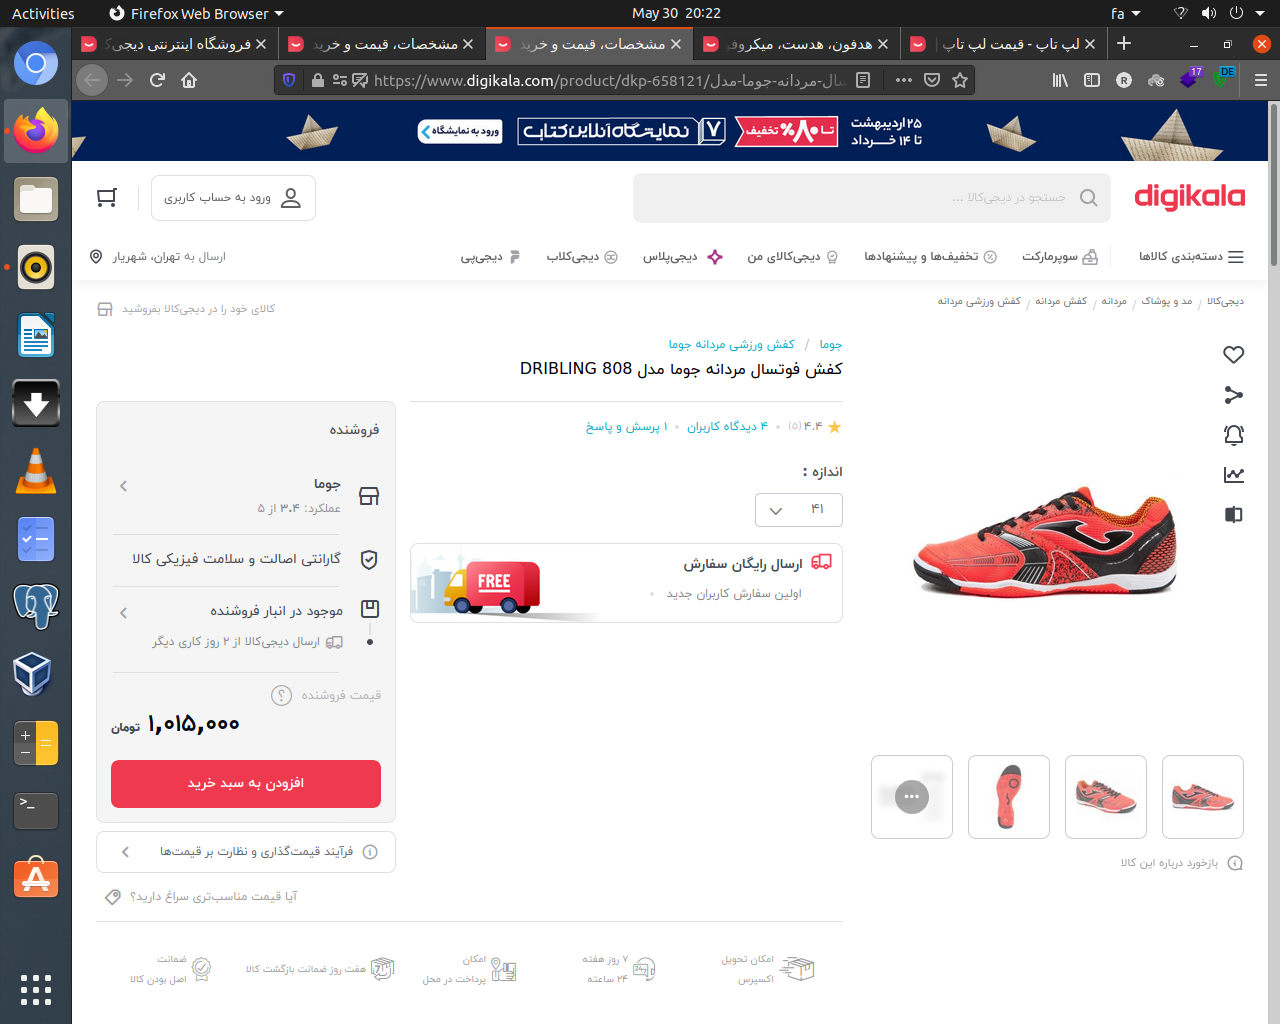 Activities
Firefox Web Browser
May 30 20:22
fa
فروشگاه اینترنتی دیجی‌ک
مشخصات، قیمت و خرید
مشخصات، قیمت و خرید
هدفون، هدست، میکروفو
لپ تاپ - قیمت لپ تاپ |
https://www.digikala.com/product/dkp-658121/سال-مردانه-جوما-مدل
17
DE
۲۵ اردیبهشت
تا ۱۴ خـــرداد
تــا ۸۰٪ تخفیف
۷ نمایشگاه آنلاین کتاب
ورود به نمایشگاه
digikala
جستجو در دیجی‌کالا ...
ورود به حساب کاربری
دسته‌بندی کالاها
سوپرمارکت
تخفیف‌ها و پیشنهادها
دیجی‌کالای من
دیجی‌پلاس
دیجی‌کلاب
دیجی‌پی
ارسال به تهران، شهریار
دیجی‌کالا / مد و پوشاک / مردانه / کفش مردانه / کفش ورزشی مردانه
کالای خود را در دیجی‌کالا بفروشید
جوما / کفش ورزشی مردانه جوما
کفش فوتسال مردانه جوما مدل DRIBLING 808
۴.۴ (۵) • ۴ دیدگاه کاربران • ۱ پرسش و پاسخ
اندازه :
۴۱
ارسال رایگان سفارش
اولین سفارش کاربران جدید
FREE
فروشنده
جوما
عملکرد: ۳.۴ از ۵
گارانتی اصالت و سلامت فیزیکی کالا
موجود در انبار فروشنده
ارسال دیجی‌کالا از ۲ روز کاری دیگر
قیمت فروشنده ؟
۱,۰۱۵,۰۰۰ تومان
افزودن به سبد خرید
فرآیند قیمت‌گذاری و نظارت بر قیمت‌ها
آیا قیمت مناسب‌تری سراغ دارید؟
بازخورد درباره این کالا
امکان تحویل
اکسپرس
۷ روز هفته
۲۴ ساعته
امکان
پرداخت در محل
هفت روز ضمانت بازگشت کالا
ضمانت
اصل بودن کالا